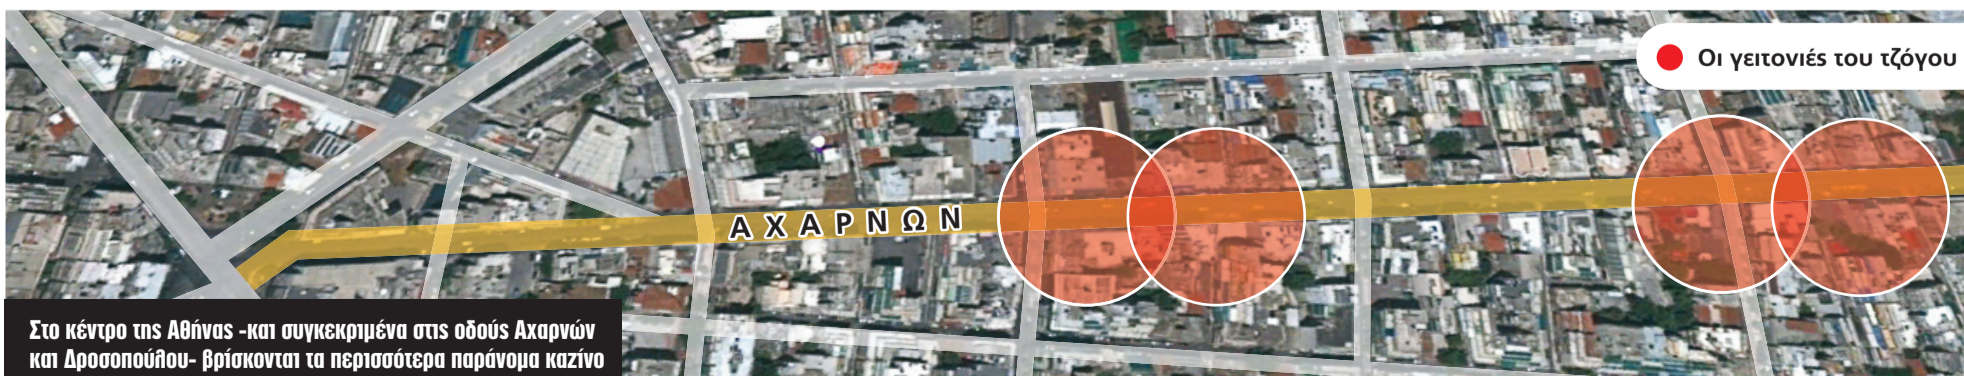 Οι γειτονιές του τζόγου
ΑΧΑΡΝΩΝ
Στο κέντρο της Αθήνας -και συγκεκριμένα στις οδούς Αχαρνών
και Δροσοπούλου- βρίσκονται τα περισσότερα παράνομα καζίνο